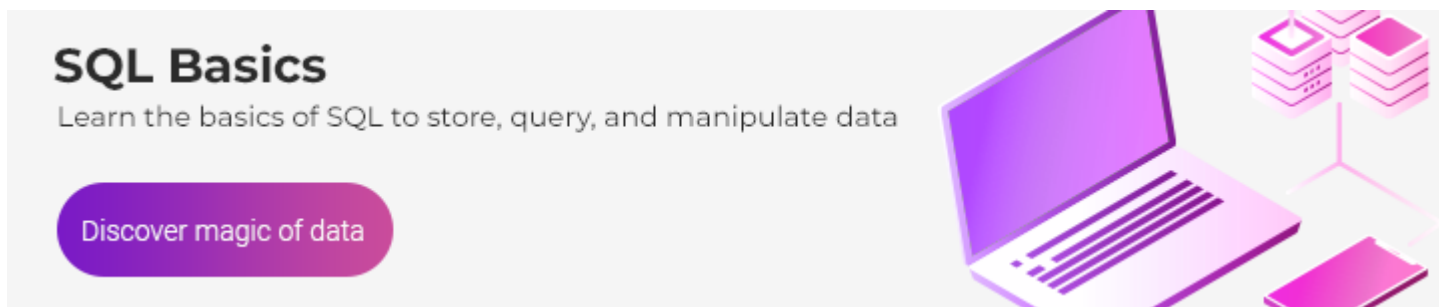 SQL Basics
Learn the basics of SQL to store, query, and manipulate data
Discover magic of data